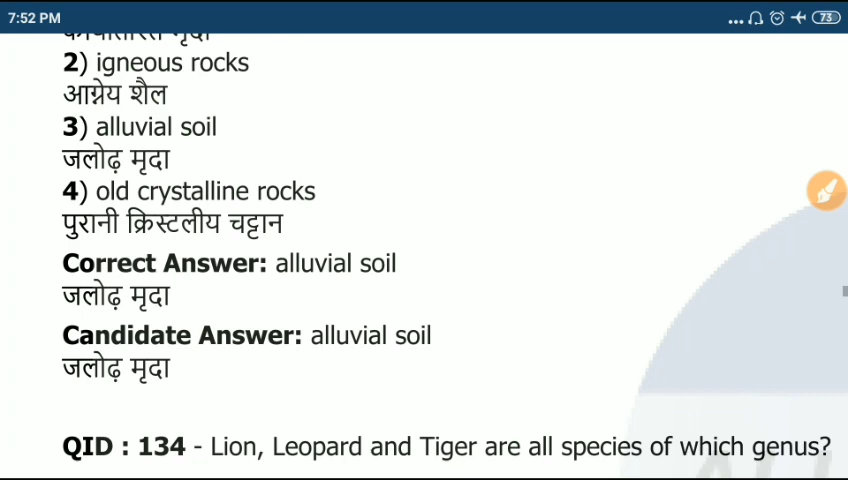 7:52 PM
73
2) igneous rocks
आग्नेय शैल
3) alluvial soil
जलोढ़ मृदा
4) old crystalline rocks
पुरानी क्रिस्टलीय चट्टान
Correct Answer: alluvial soil
जलोढ़ मृदा
Candidate Answer: alluvial soil
जलोढ़ मृदा
QID : 134 - Lion, Leopard and Tiger are all species of which genus?